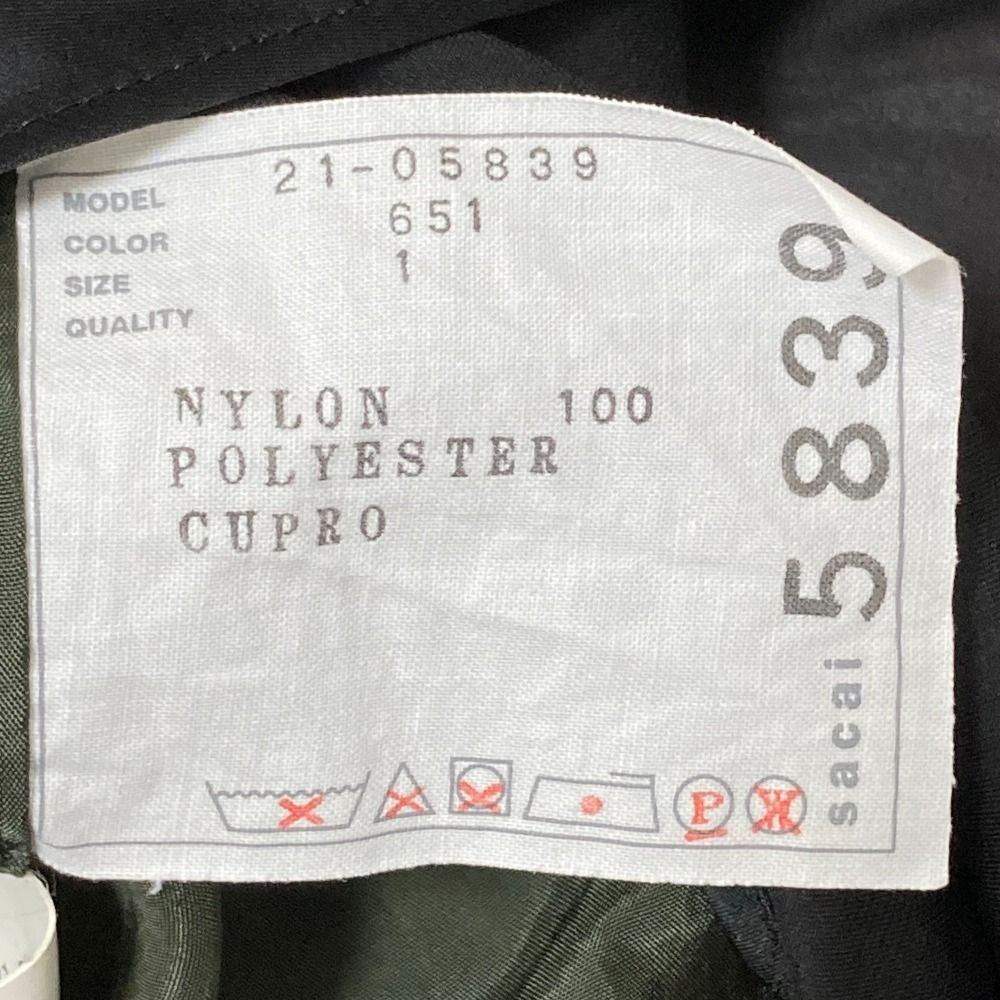 MODEL 21-05839
COLOR 651
SIZE 1
QUALITY
NYLON 100
POLYESTER
CUPRO
P
W
sacai 5839